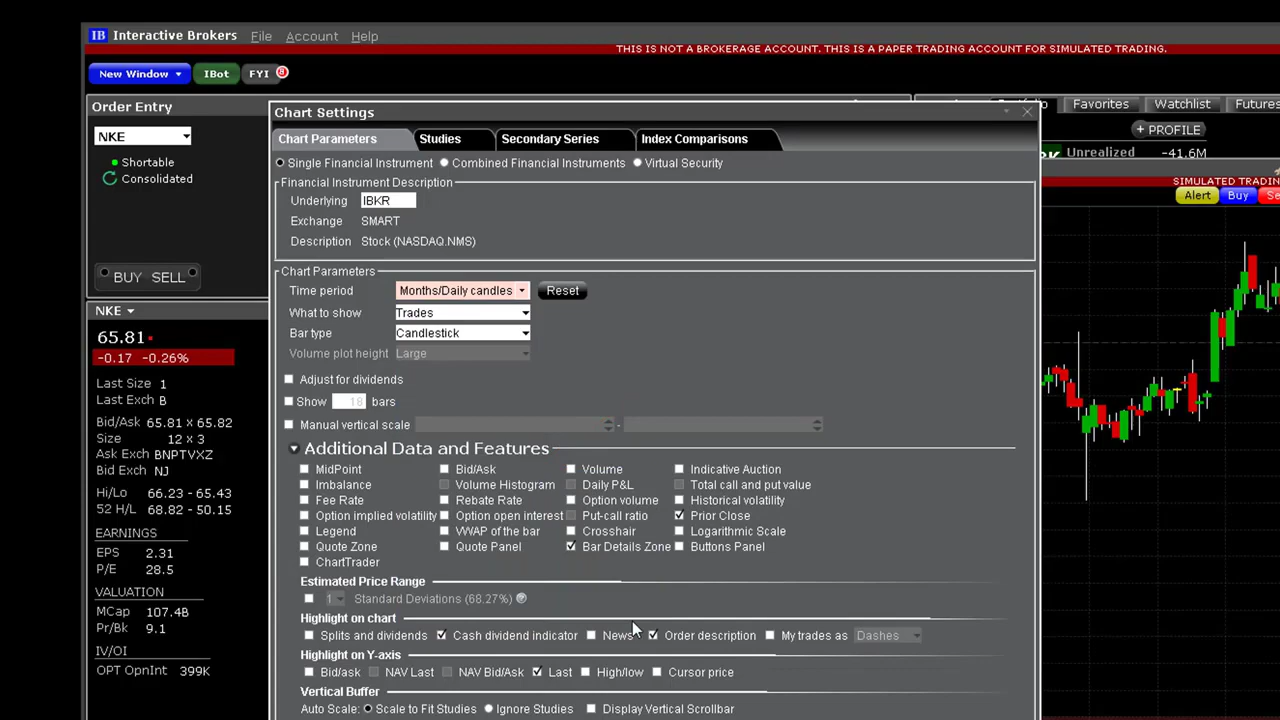 IB Interactive Brokers File Account Help
THIS IS NOT A BROKERAGE ACCOUNT. THIS IS A PAPER TRADING ACCOUNT FOR SIMULATED TRADING.
New Window IBot FYI 8
Order Entry
NKE
Shortable
Consolidated
BUY SELL
NKE
65.81
-0.17 -0.26%
Last Size 1
Last Exch B
Bid/Ask 65.81 x 65.82
Size 12 x 3
Ask Exch BNPTVXZ
Bid Exch NJ
Hi/Lo 66.23 - 65.43
52 H/L 68.82 - 50.15
EARNINGS
EPS 2.31
P/E 28.5
VALUATION
MCap 107.4B
Pr/Bk 9.1
IV/OI
OPT OpnInt 399K
Chart Settings
Chart Parameters Studies Secondary Series Index Comparisons
Single Financial Instrument Combined Financial Instruments Virtual Security
Financial Instrument Description
Underlying IBKR
Exchange SMART
Description Stock (NASDAQ.NMS)
Chart Parameters
Time period Months/Daily candles Reset
What to show Trades
Bar type Candlestick
Volume plot height Large
Adjust for dividends
Show 10 bars
Manual vertical scale -
Additional Data and Features
MidPoint Bid/Ask Volume Indicative Auction
Imbalance Volume Histogram Daily P&L Total call and put value
Fee Rate Rebate Rate Option volume Historical volatility
Option implied volatility Option open interest Put-call ratio Prior Close
Legend VWAP of the bar Crosshair Logarithmic Scale
Quote Zone Quote Panel Bar Details Zone Buttons Panel
ChartTrader
Estimated Price Range
1 Standard Deviations (68.27%)
Highlight on chart
Splits and dividends Cash dividend indicator News Order description My trades as Dashes
Highlight on Y-axis
Bid/ask NAV Last NAV Bid/Ask Last High/low Cursor price
Vertical Buffer
Auto Scale: Scale to Fit Studies Ignore Studies Display Vertical Scrollbar
Favorites Watchlist Futures
+ PROFILE
Unrealized -41.6M
SIMULATED TRADIN
Alert Buy Se